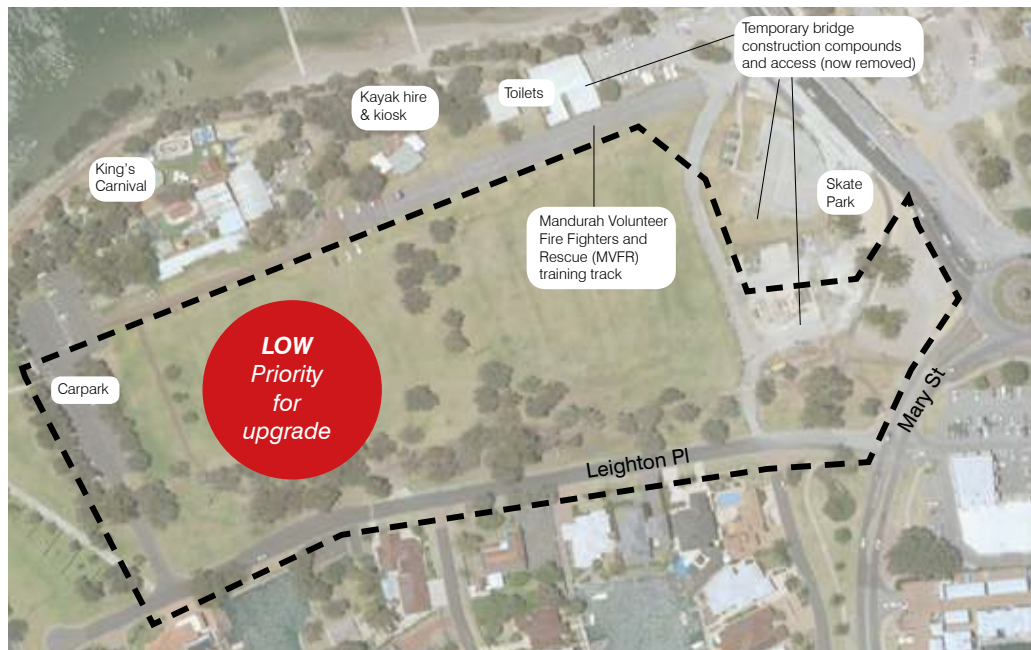 Temporary bridge
construction compounds
and access (now removed)
Toilets
Kayak hire
& kiosk
King's
Carnival
Skate
Park
Mandurah Volunteer
Fire Fighters and
Rescue (MVFR)
training track
LOW
Priority
for
upgrade
Carpark
Mary St
Leighton Pl